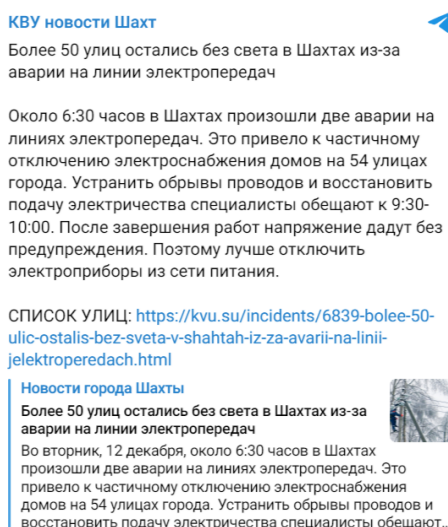 КВУ новости Шахт
Более 50 улиц остались без света в Шахтах из-за
аварии на линии электропередач
Около 6:30 часов в Шахтах произошли две аварии на
линиях электропередач. Это привело к частичному
отключению электроснабжения домов на 54 улицах
города. Устранить обрывы проводов и восстановить
подачу электричества специалисты обещают к 9:30-
10:00. После завершения работ напряжение дадут без
предупреждения. Поэтому лучше отключить
электроприборы из сети питания.
СПИСОК УЛИЦ: https://kvu.su/incidents/6839-bolee-50-
ulic-ostalis-bez-sveta-v-shahtah-iz-za-avarii-na-linii-
jelektroperedach.html
Новости города Шахты
Более 50 улиц остались без света в Шахтах из-за
аварии на линии электропередач
Во вторник, 12 декабря, около 6:30 часов в Шахтах
произошли две аварии на линиях электропередач. Это
привело к частичному отключению электроснабжения
домов на 54 улицах города. Устранить обрывы проводов и
восстановить подачу электричества специалисты обещают…